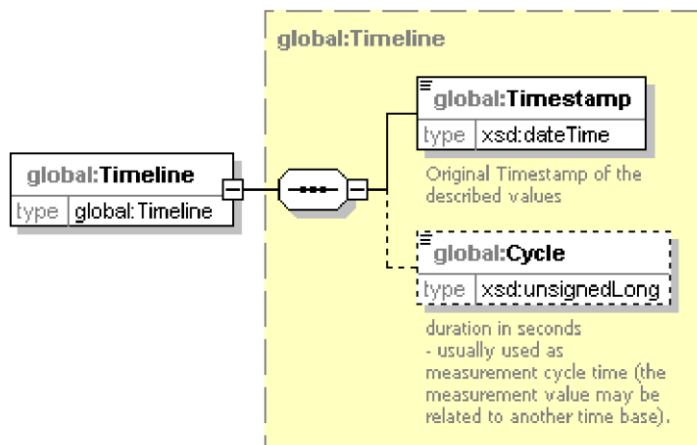 global:Timeline
global:Timestamp
type xsd:dateTime
Original Timestamp of the
described values
global:Timeline
type global:Timeline
global:Cycle
type xsd:unsignedLong
duration in seconds
- usually used as
measurement cycle time (the
measurement value may be
related to another time base).